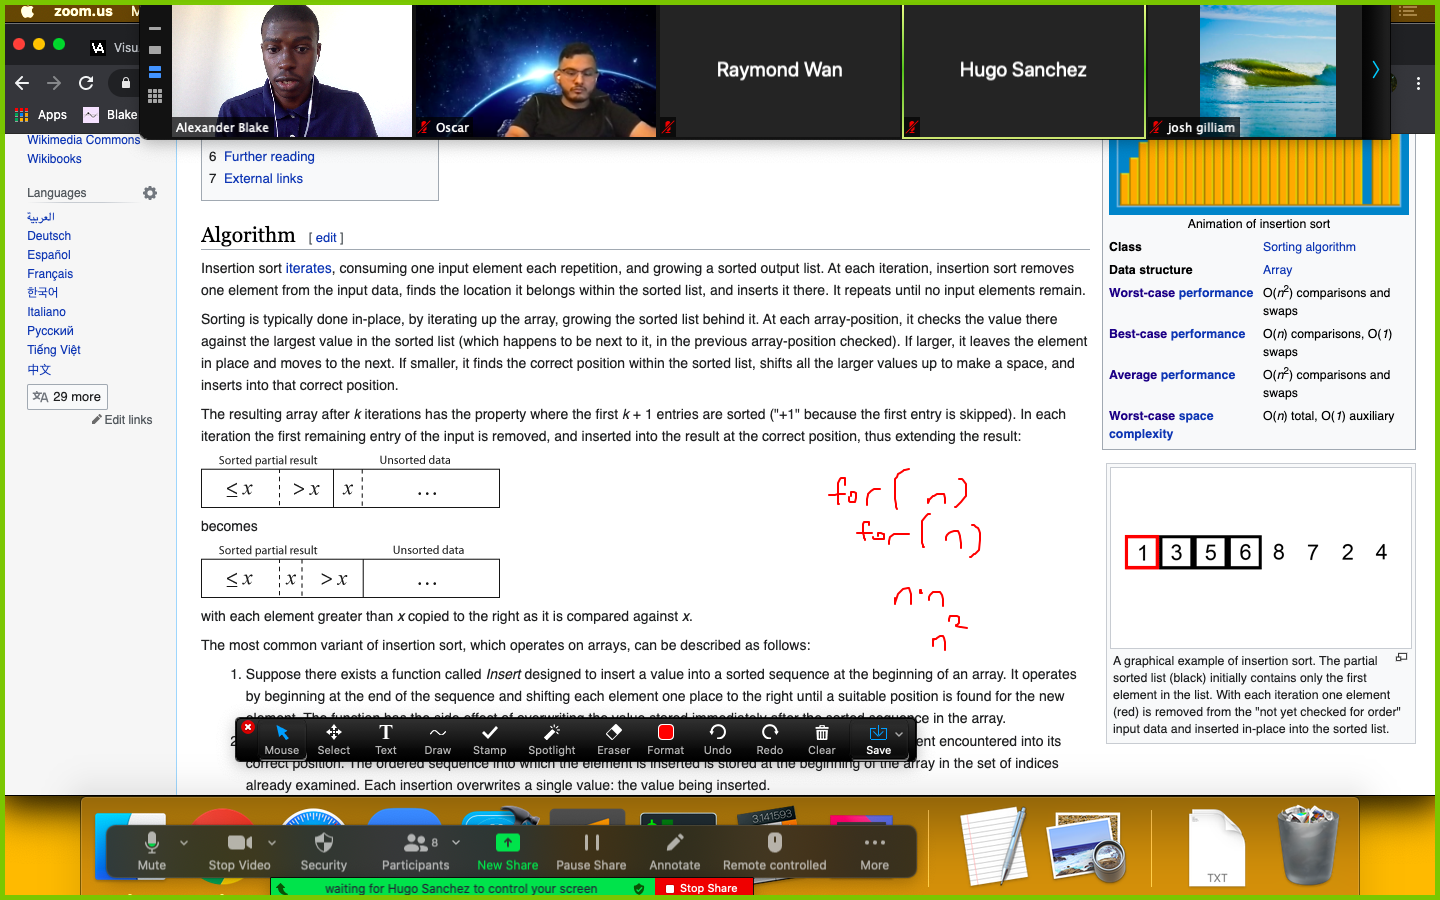 zoom.us
Visu
Apps
Blake
Alexander Blake
Oscar
Raymond Wan
Hugo Sanchez
josh gilliam
Wikimedia Commons
Wikibooks
Languages
العربية
Deutsch
Español
Français
한국어
Italiano
Русский
Tiếng Việt
中文
29 more
Edit links
6 Further reading
7 External links
Algorithm [ edit ]
Insertion sort iterates, consuming one input element each repetition, and growing a sorted output list. At each iteration, insertion sort removes
one element from the input data, finds the location it belongs within the sorted list, and inserts it there. It repeats until no input elements remain.
Sorting is typically done in-place, by iterating up the array, growing the sorted list behind it. At each array-position, it checks the value there
against the largest value in the sorted list (which happens to be next to it, in the previous array-position checked). If larger, it leaves the element
in place and moves to the next. If smaller, it finds the correct position within the sorted list, shifts all the larger values up to make a space, and
inserts into that correct position.
The resulting array after k iterations has the property where the first k + 1 entries are sorted ("+1" because the first entry is skipped). In each
iteration the first remaining entry of the input is removed, and inserted into the result at the correct position, thus extending the result:
Sorted partial result Unsorted data
≤ x > x x ...
becomes
Sorted partial result Unsorted data
≤ x x > x ...
with each element greater than x copied to the right as it is compared against x.
The most common variant of insertion sort, which operates on arrays, can be described as follows:
1. Suppose there exists a function called Insert designed to insert a value into a sorted sequence at the beginning of an array. It operates
by beginning at the end of the sequence and shifting each element one place to the right until a suitable position is found for the new
element. The function has the side effect of overwriting the value stored immediately after the sorted sequence in the array.
2 ent encountered into its
correct position. The ordered sequence into which the element is inserted is stored at the beginning of the array in the set of indices
already examined. Each insertion overwrites a single value: the value being inserted.
for( n)
for( n)
n·n
n²
Animation of insertion sort
Class Sorting algorithm
Data structure Array
Worst-case performance O(n²) comparisons and
swaps
Best-case performance O(n) comparisons, O(1)
swaps
Average performance O(n²) comparisons and
swaps
Worst-case space O(n) total, O(1) auxiliary
complexity
1 3 5 6 8 7 2 4
A graphical example of insertion sort. The partial
sorted list (black) initially contains only the first
element in the list. With each iteration one element
(red) is removed from the "not yet checked for order"
input data and inserted in-place into the sorted list.
Mouse Select Text Draw Stamp Spotlight Eraser Format Undo Redo Clear Save
3.141593
Mute Stop Video Security Participants 8 New Share Pause Share Annotate Remote controlled More
TXT
waiting for Hugo Sanchez to control your screen Stop Share